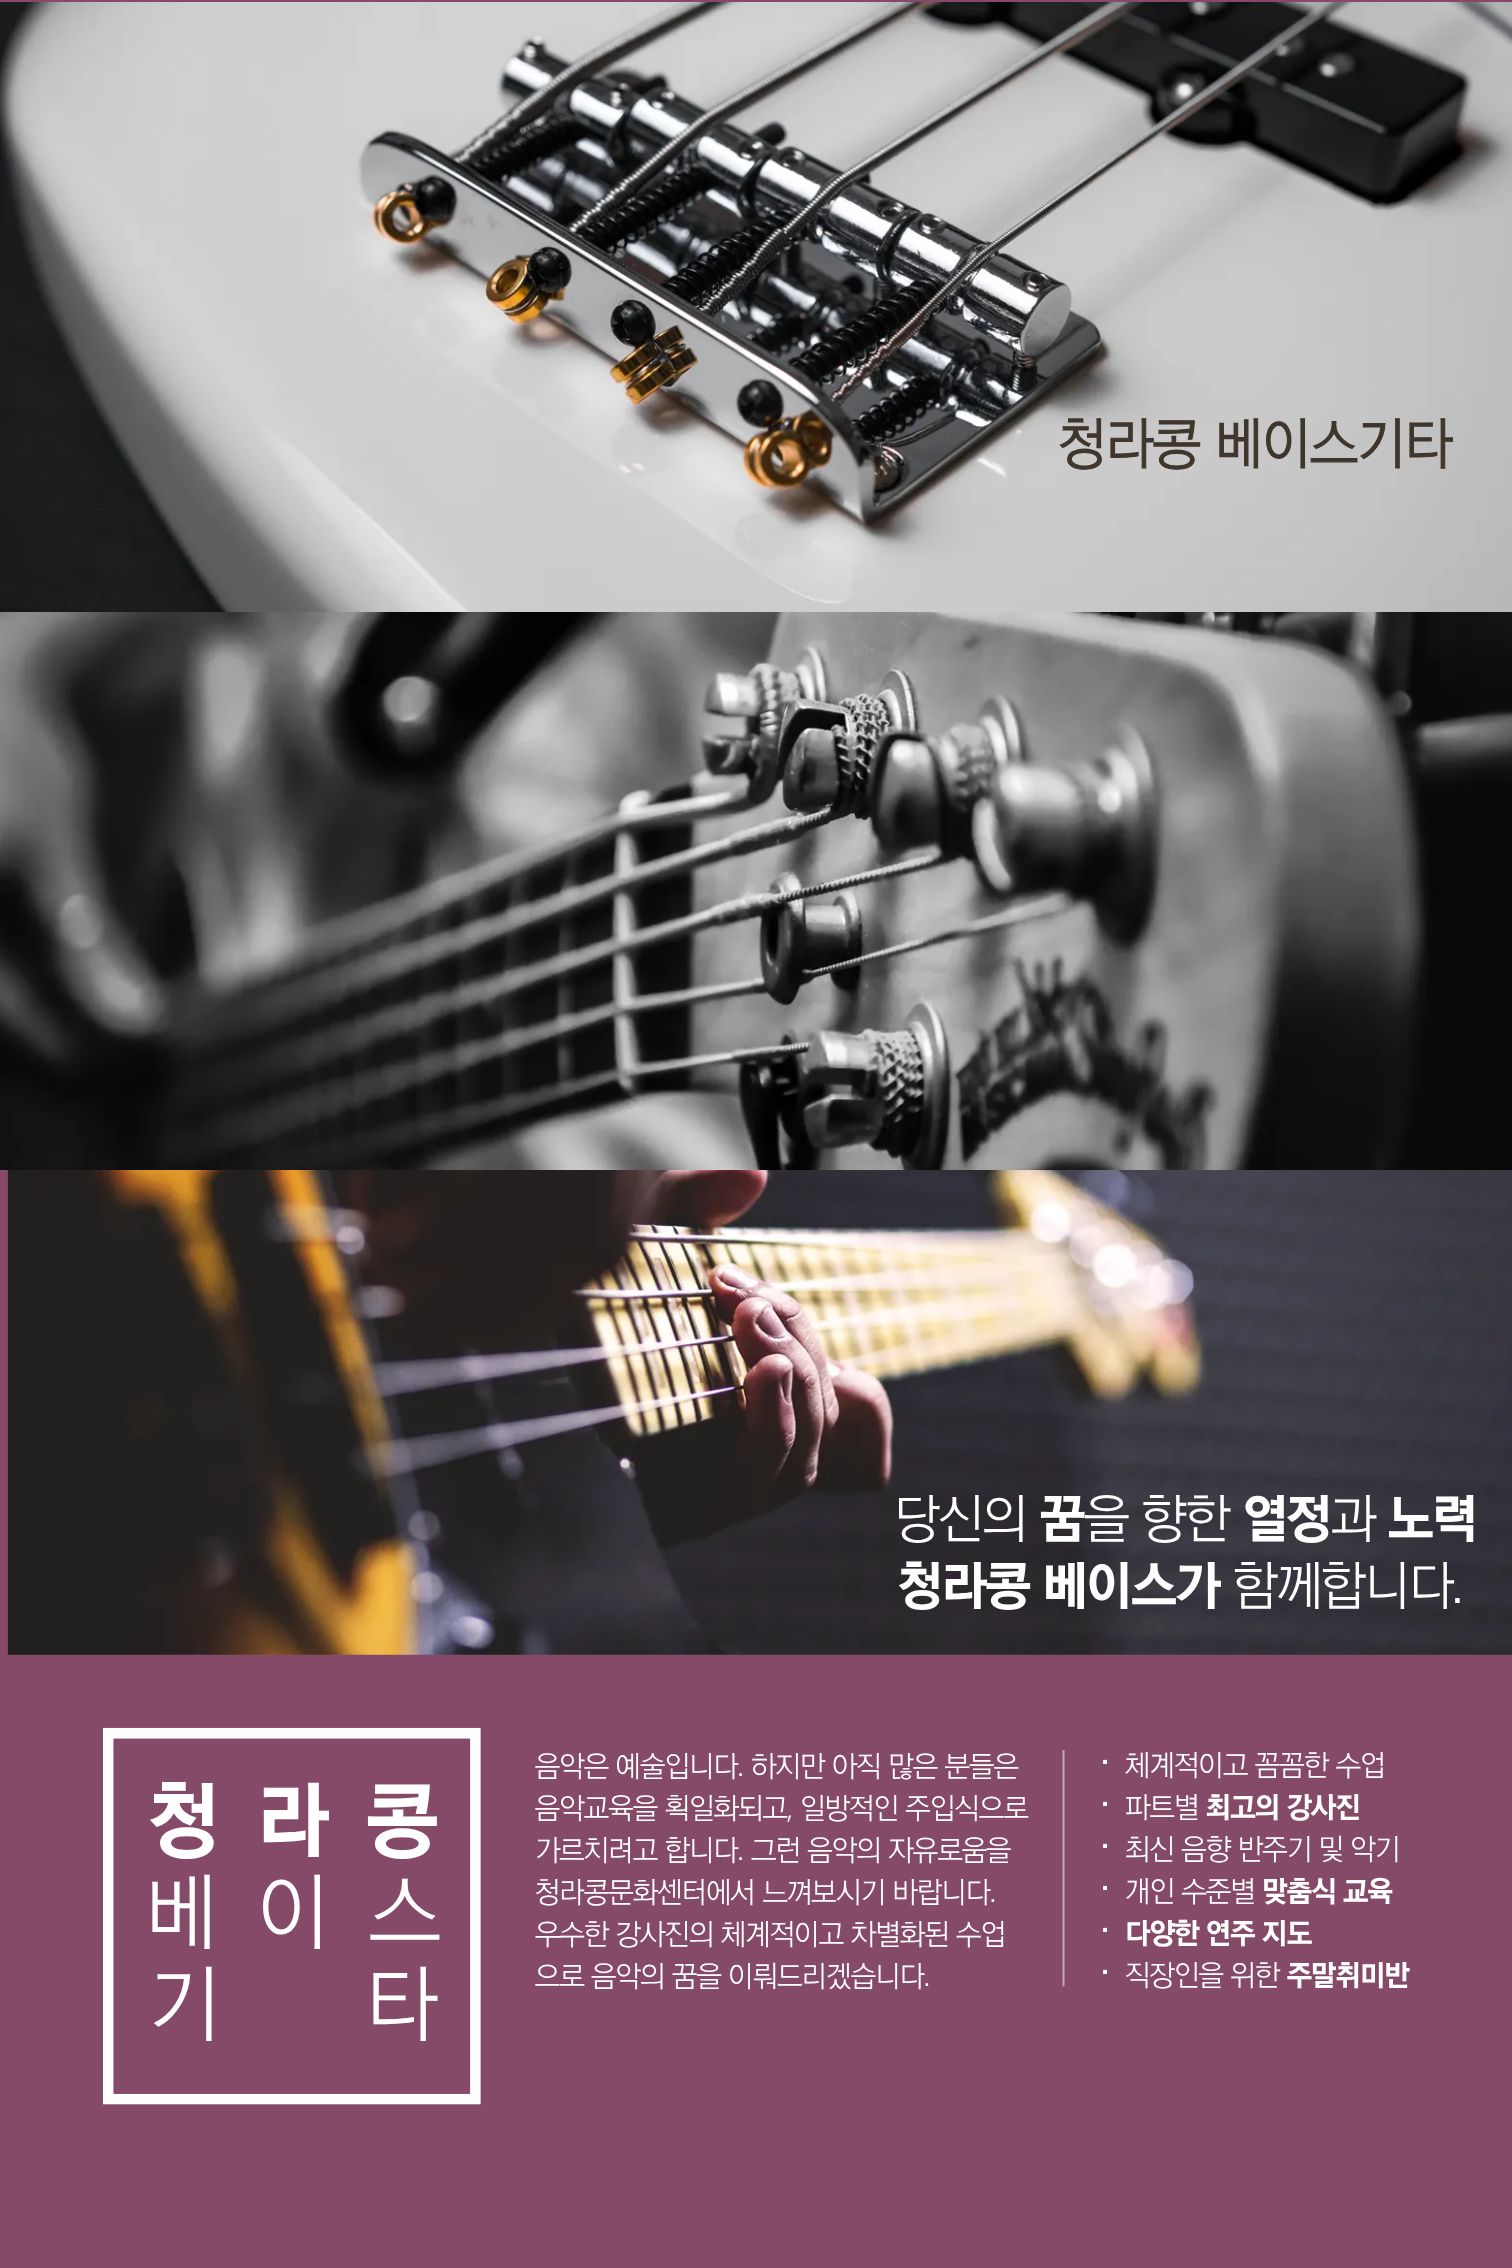 청라콩 베이스기타
당신의 꿈을 향한 열정과 노력
청라콩 베이스가 함께합니다.
청 라 콩
베 이 스
기 타
음악은 예술입니다. 하지만 아직 많은 분들은
음악교육을 획일화되고, 일방적인 주입식으로
가르치려고 합니다. 그런 음악의 자유로움을
청라콩문화센터에서 느껴보시기 바랍니다.
우수한 강사진의 체계적이고 차별화된 수업
으로 음악의 꿈을 이뤄드리겠습니다.
· 체계적이고 꼼꼼한 수업
· 파트별 최고의 강사진
· 최신 음향 반주기 및 악기
· 개인 수준별 맞춤식 교육
· 다양한 연주 지도
· 직장인을 위한 주말취미반